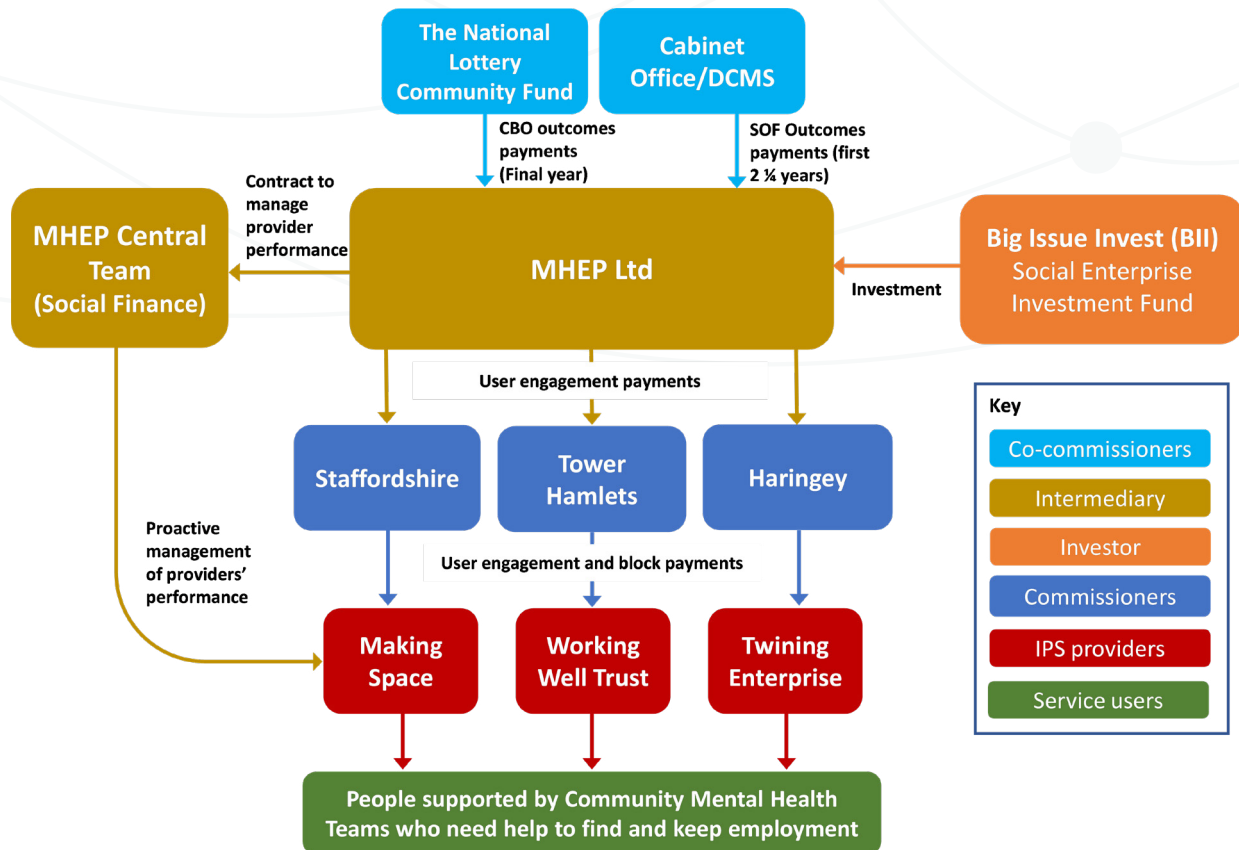 The National
Lottery
Community Fund
Cabinet
Office/DCMS
CBO outcomes
payments
(Final year)
SOF Outcomes
payments (first
2 ¼ years)
Contract to
manage
provider
performance
MHEP Central
Team
(Social Finance)
MHEP Ltd
Big Issue Invest (BII)
Social Enterprise
Investment Fund
Investment
User engagement payments
Staffordshire
Tower
Hamlets
Haringey
Proactive
management
of providers’
performance
User engagement and block payments
Making
Space
Working
Well Trust
Twining
Enterprise
People supported by Community Mental Health
Teams who need help to find and keep employment
Key
Co-commissioners
Intermediary
Investor
Commissioners
IPS providers
Service users